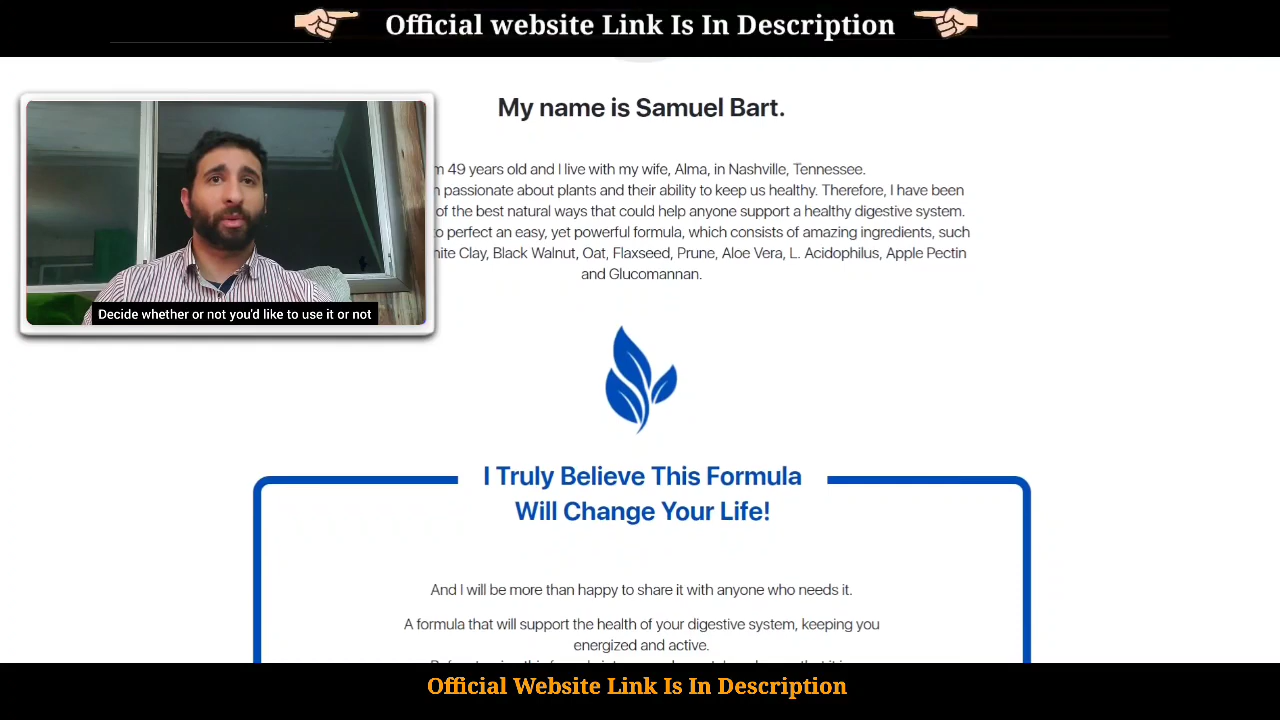 Official website Link Is In Description
My name is Samuel Bart.
49 years old and I live with my wife, Alma, in Nashville, Tennessee.
passionate about plants and their ability to keep us healthy. Therefore, I have been
of the best natural ways that could help anyone support a healthy digestive system.
perfect an easy, yet powerful formula, which consists of amazing ingredients, such
Clay, Black Walnut, Oat, Flaxseed, Prune, Aloe Vera, L. Acidophilus, Apple Pectin
and Glucomannan.
Decide whether or not you'd like to use it or not
I Truly Believe This Formula
Will Change Your Life!
And I will be more than happy to share it with anyone who needs it.
A formula that will support the health of your digestive system, keeping you
energized and active.
Official Website Link Is In Description